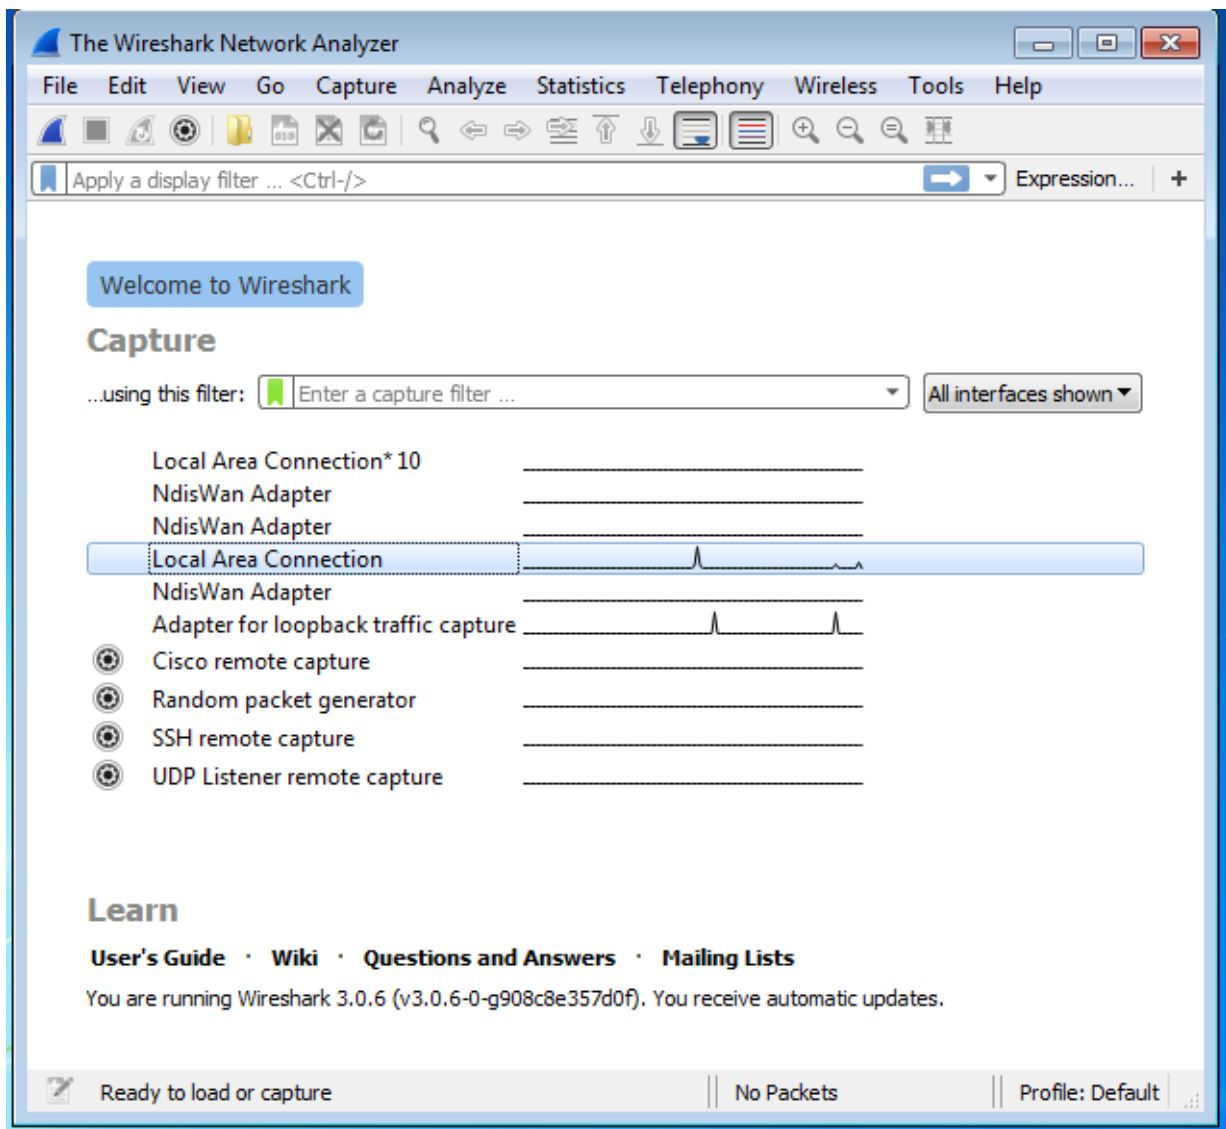 The Wireshark Network Analyzer
File Edit View Go Capture Analyze Statistics Telephony Wireless Tools Help
Apply a display filter ... <Ctrl-/> Expression... +
Welcome to Wireshark
Capture
...using this filter: Enter a capture filter ... All interfaces shown
Local Area Connection* 10
NdisWan Adapter
NdisWan Adapter
Local Area Connection
NdisWan Adapter
Adapter for loopback traffic capture
Cisco remote capture
Random packet generator
SSH remote capture
UDP Listener remote capture
Learn
User's Guide · Wiki · Questions and Answers · Mailing Lists
You are running Wireshark 3.0.6 (v3.0.6-0-g908c8e357d0f). You receive automatic updates.
Ready to load or capture No Packets Profile: Default